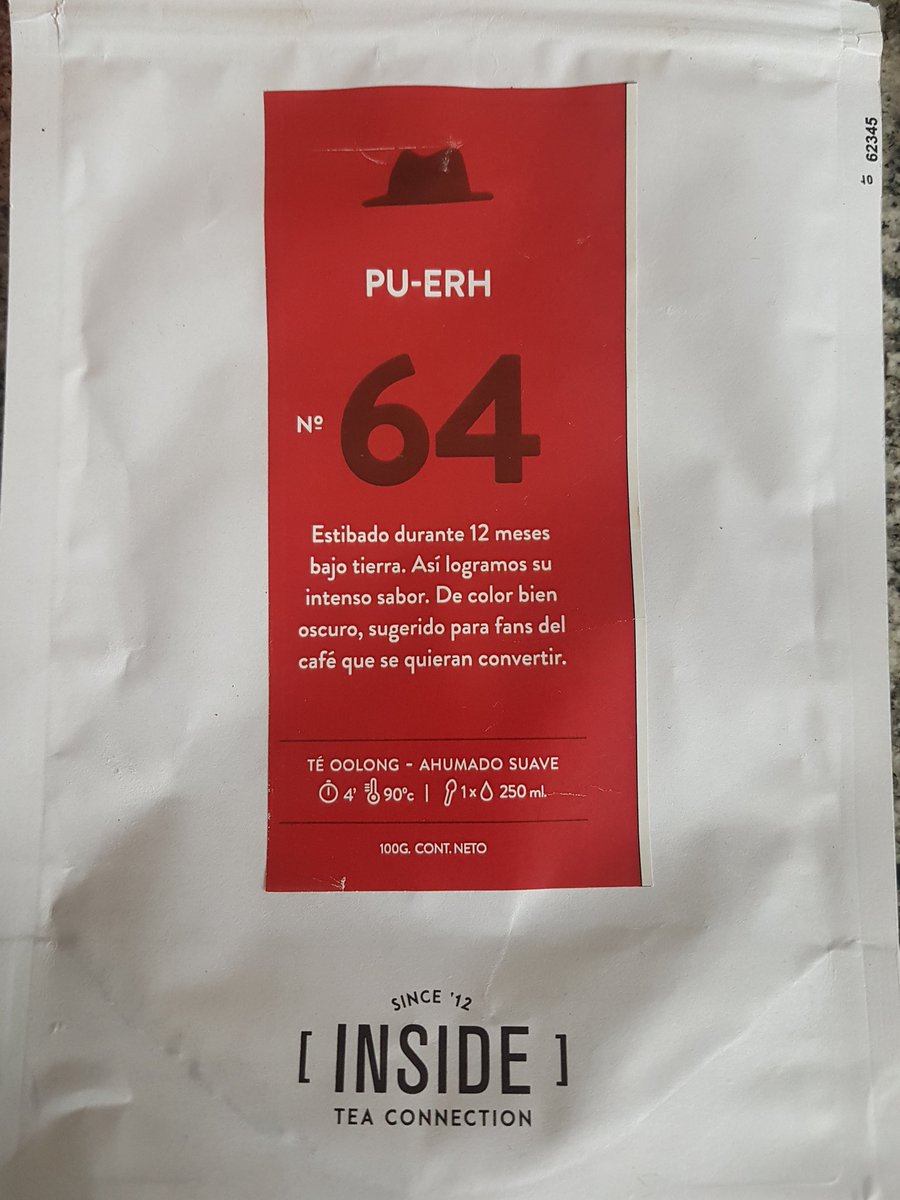 62345
PU-ERH
Nº 64
Estibado durante 12 meses
bajo tierra. Así logramos su
intenso sabor. De color bien
oscuro, sugerido para fans del
café que se quieran convertir.
TÉ OOLONG - AHUMADO SUAVE
4' 90ºc | 1x 250 ml.
100G. CONT. NETO
SINCE '12
[ INSIDE ]
TEA CONNECTION